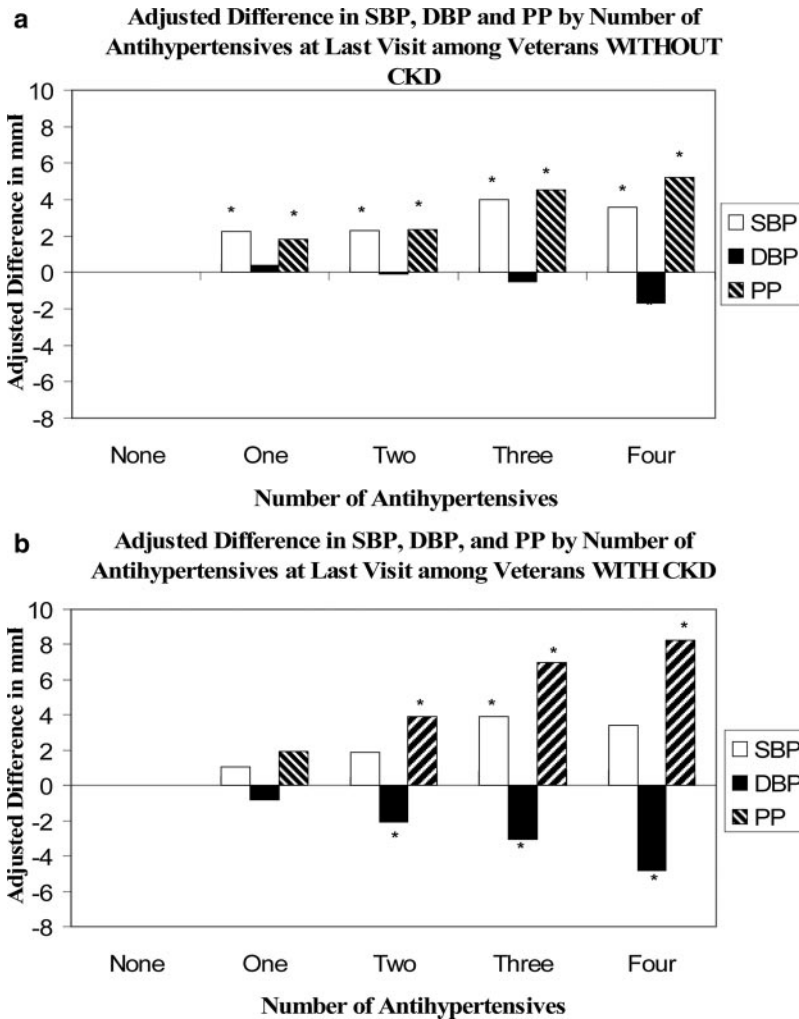 a
Adjusted Difference in SBP, DBP and PP by Number of
Antihypertensives at Last Visit among Veterans WITHOUT
CKD
Adjusted Difference in mmI
10
8
6
4
2
0
-2
-4
-6
-8
* * * * * * * *
SBP
DBP
PP
None One Two Three Four
Number of Antihypertensives
b
Adjusted Difference in SBP, DBP, and PP by Number of
Antihypertensives at Last Visit among Veterans WITH CKD
Adjusted Difference in mmI
10
8
6
4
2
0
-2
-4
-6
-8
* * * *
* * *
SBP
DBP
PP
None One Two Three Four
Number of Antihypertensives